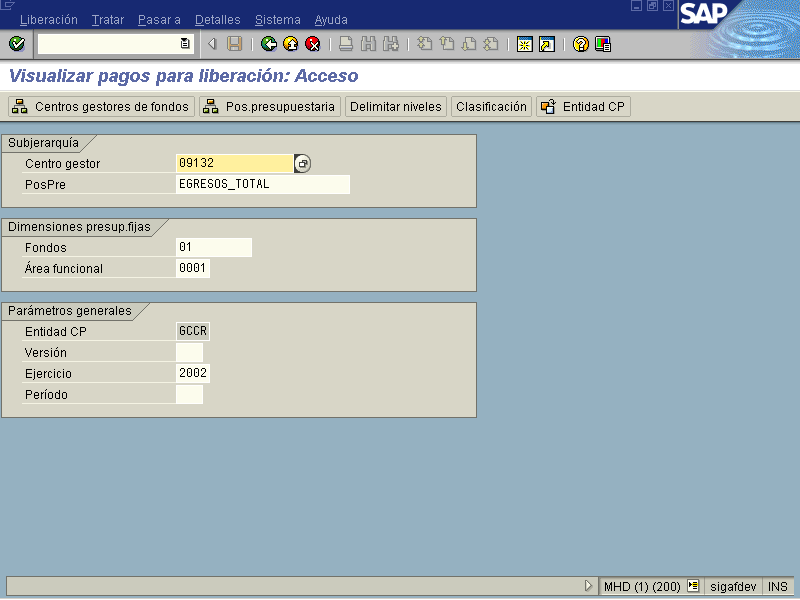 Liberación Tratar Pasar a Detalles Sistema Ayuda
SAP
Visualizar pagos para liberación: Acceso
Centros gestores de fondos Pos.presupuestaria Delimitar niveles Clasificación Entidad CP
Subjerarquía
Centro gestor 09132
PosPre EGRESOS_TOTAL
Dimensiones presup.fijas
Fondos 01
Área funcional 0001
Parámetros generales
Entidad CP GCCR
Versión
Ejercicio 2002
Período
MHD (1) (200) sigafdev INS